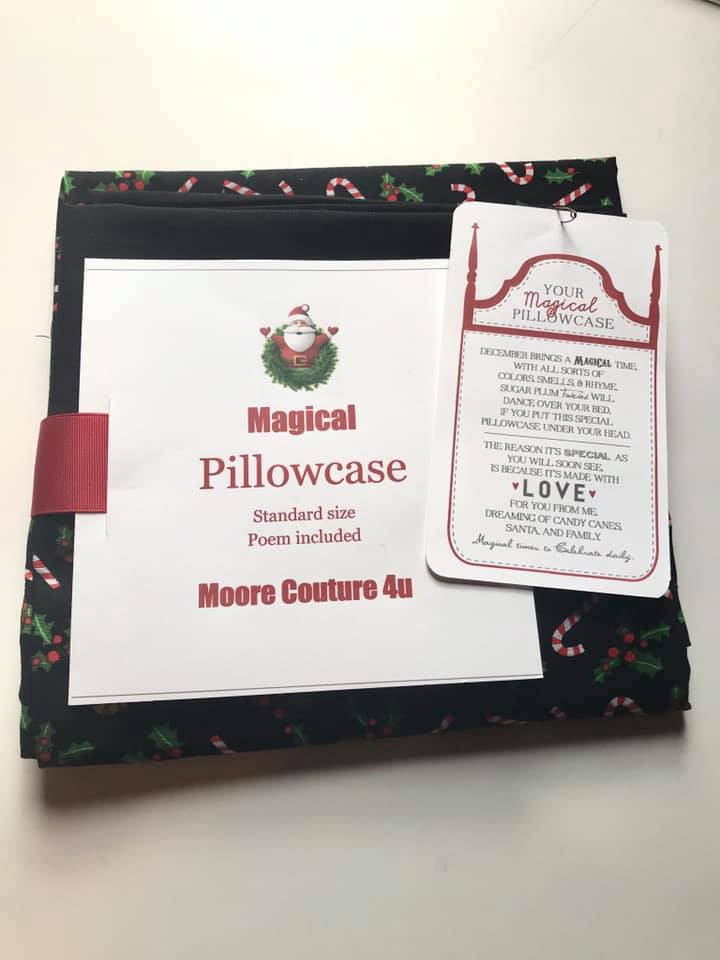 Magical
Pillowcase
Standard size
Poem included
Moore Couture 4u
YOUR
Magical
PILLOWCASE
DECEMBER BRINGS A MAGICAL TIME,
WITH ALL SORTS OF
COLORS, SMELLS, & RHYME.
SUGAR PLUM Fairies WILL
DANCE OVER YOUR BED,
IF YOU PUT THIS SPECIAL
PILLOWCASE UNDER YOUR HEAD.
THE REASON IT'S SPECIAL AS
YOU WILL SOON SEE,
IS BECAUSE IT'S MADE WITH
♥LOVE♥
FOR YOU FROM ME.
DREAMING OF CANDY CANES,
SANTA, AND FAMILY.
Magical times to Celebrate daily.